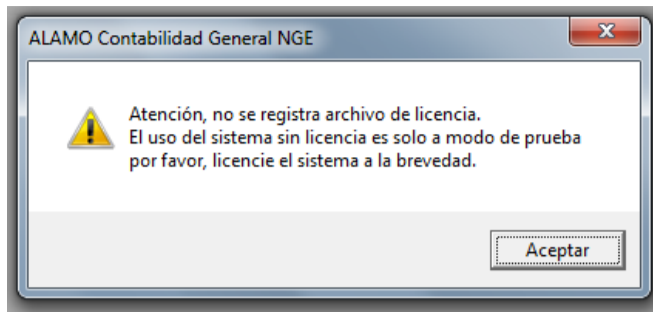 ALAMO Contabilidad General NGE
Atención, no se registra archivo de licencia.
El uso del sistema sin licencia es solo a modo de prueba
por favor, licencie el sistema a la brevedad.
Aceptar